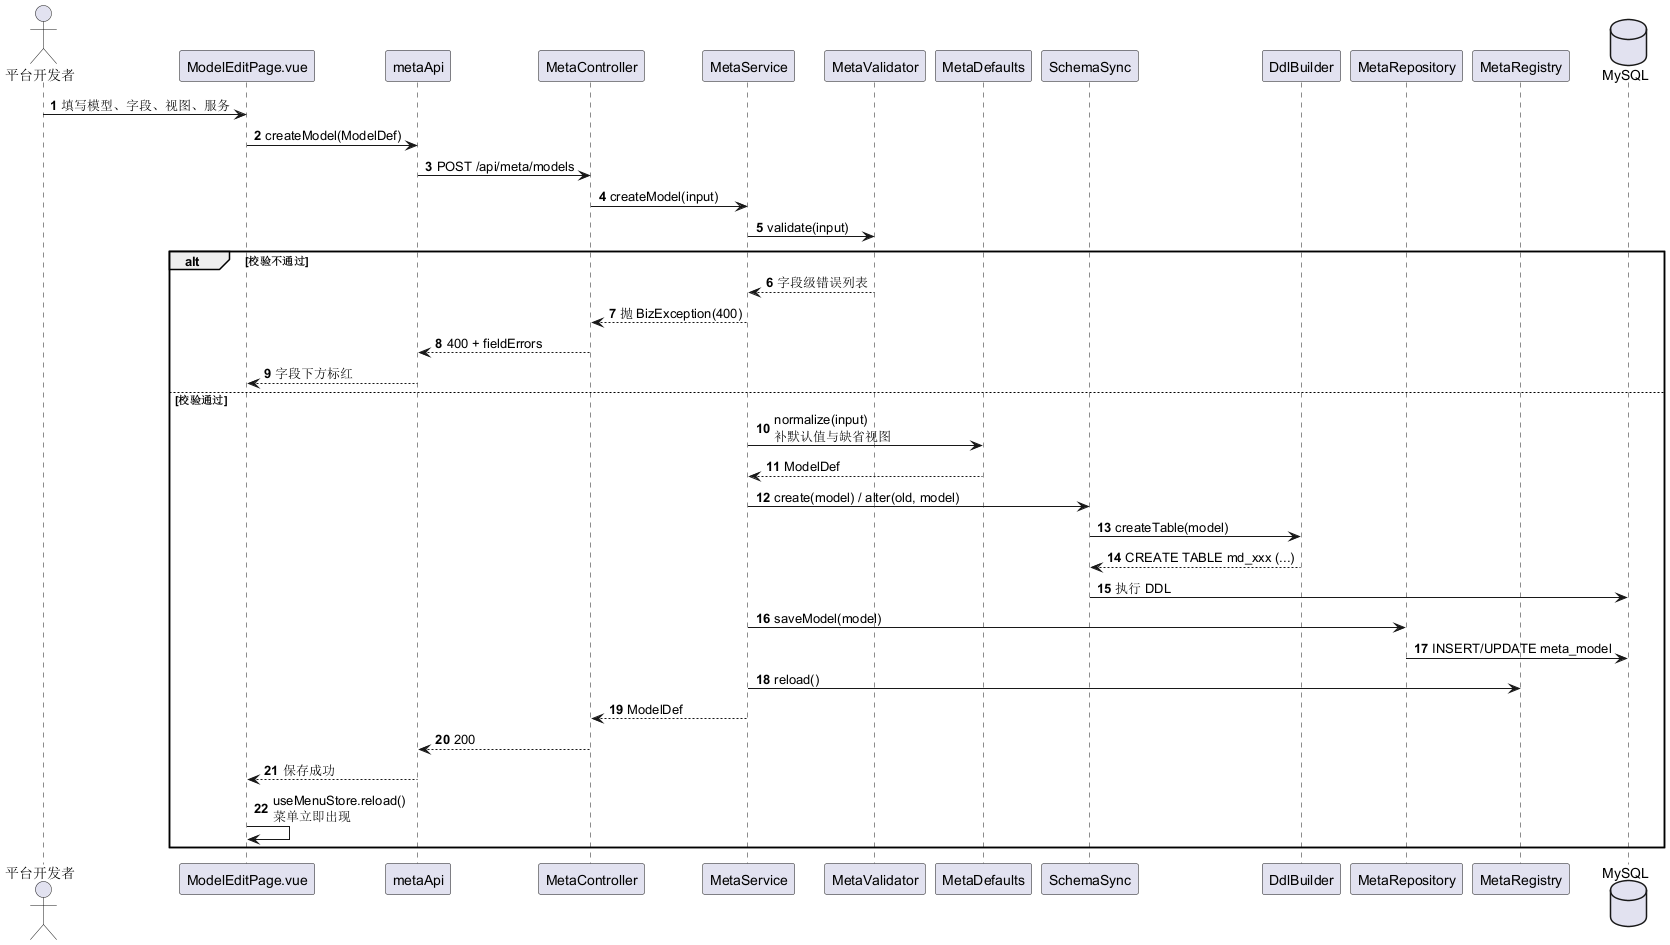 平台开发者
ModelEditPage.vue
metaApi
MetaController
MetaService
MetaValidator
MetaDefaults
SchemaSync
DdlBuilder
MetaRepository
MetaRegistry
MySQL
1 填写模型、字段、视图、服务
2 createModel(ModelDef)
3 POST /api/meta/models
4 createModel(input)
5 validate(input)
alt [校验不通过]
6 字段级错误列表
7 抛 BizException(400)
8 400 + fieldErrors
9 字段下方标红
[校验通过]
10 normalize(input)
补默认值与缺省视图
11 ModelDef
12 create(model) / alter(old, model)
13 createTable(model)
14 CREATE TABLE md_xxx (...)
15 执行 DDL
16 saveModel(model)
17 INSERT/UPDATE meta_model
18 reload()
19 ModelDef
20 200
21 保存成功
22 useMenuStore.reload()
菜单立即出现
平台开发者
ModelEditPage.vue
metaApi
MetaController
MetaService
MetaValidator
MetaDefaults
SchemaSync
DdlBuilder
MetaRepository
MetaRegistry
MySQL